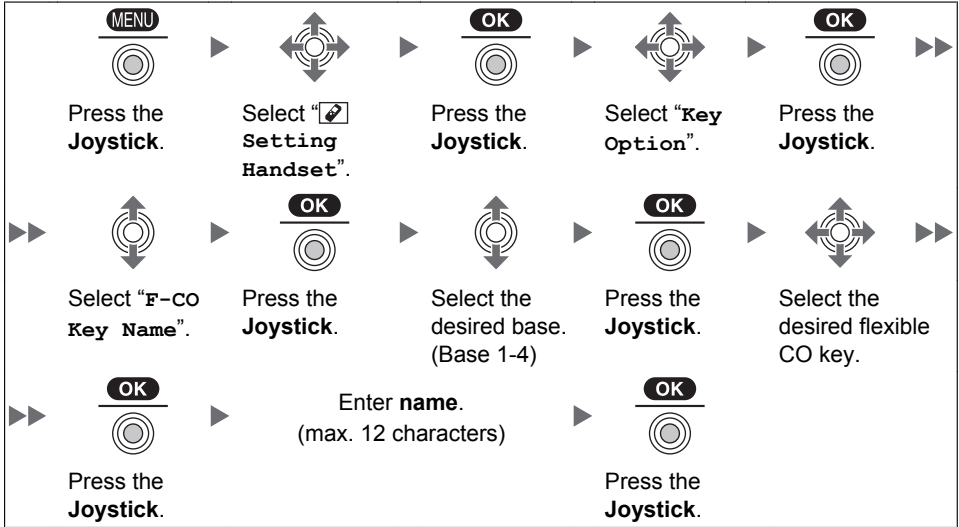 MENU
Press the
Joystick.
Select “
Setting
Handset”.
OK
Press the
Joystick.
Select “Key
Option”.
OK
Press the
Joystick.
Select “F-CO
Key Name”.
OK
Press the
Joystick.
Select the
desired base.
(Base 1-4)
OK
Press the
Joystick.
Select the
desired flexible
CO key.
OK
Press the
Joystick.
Enter name.
(max. 12 characters)
OK
Press the
Joystick.